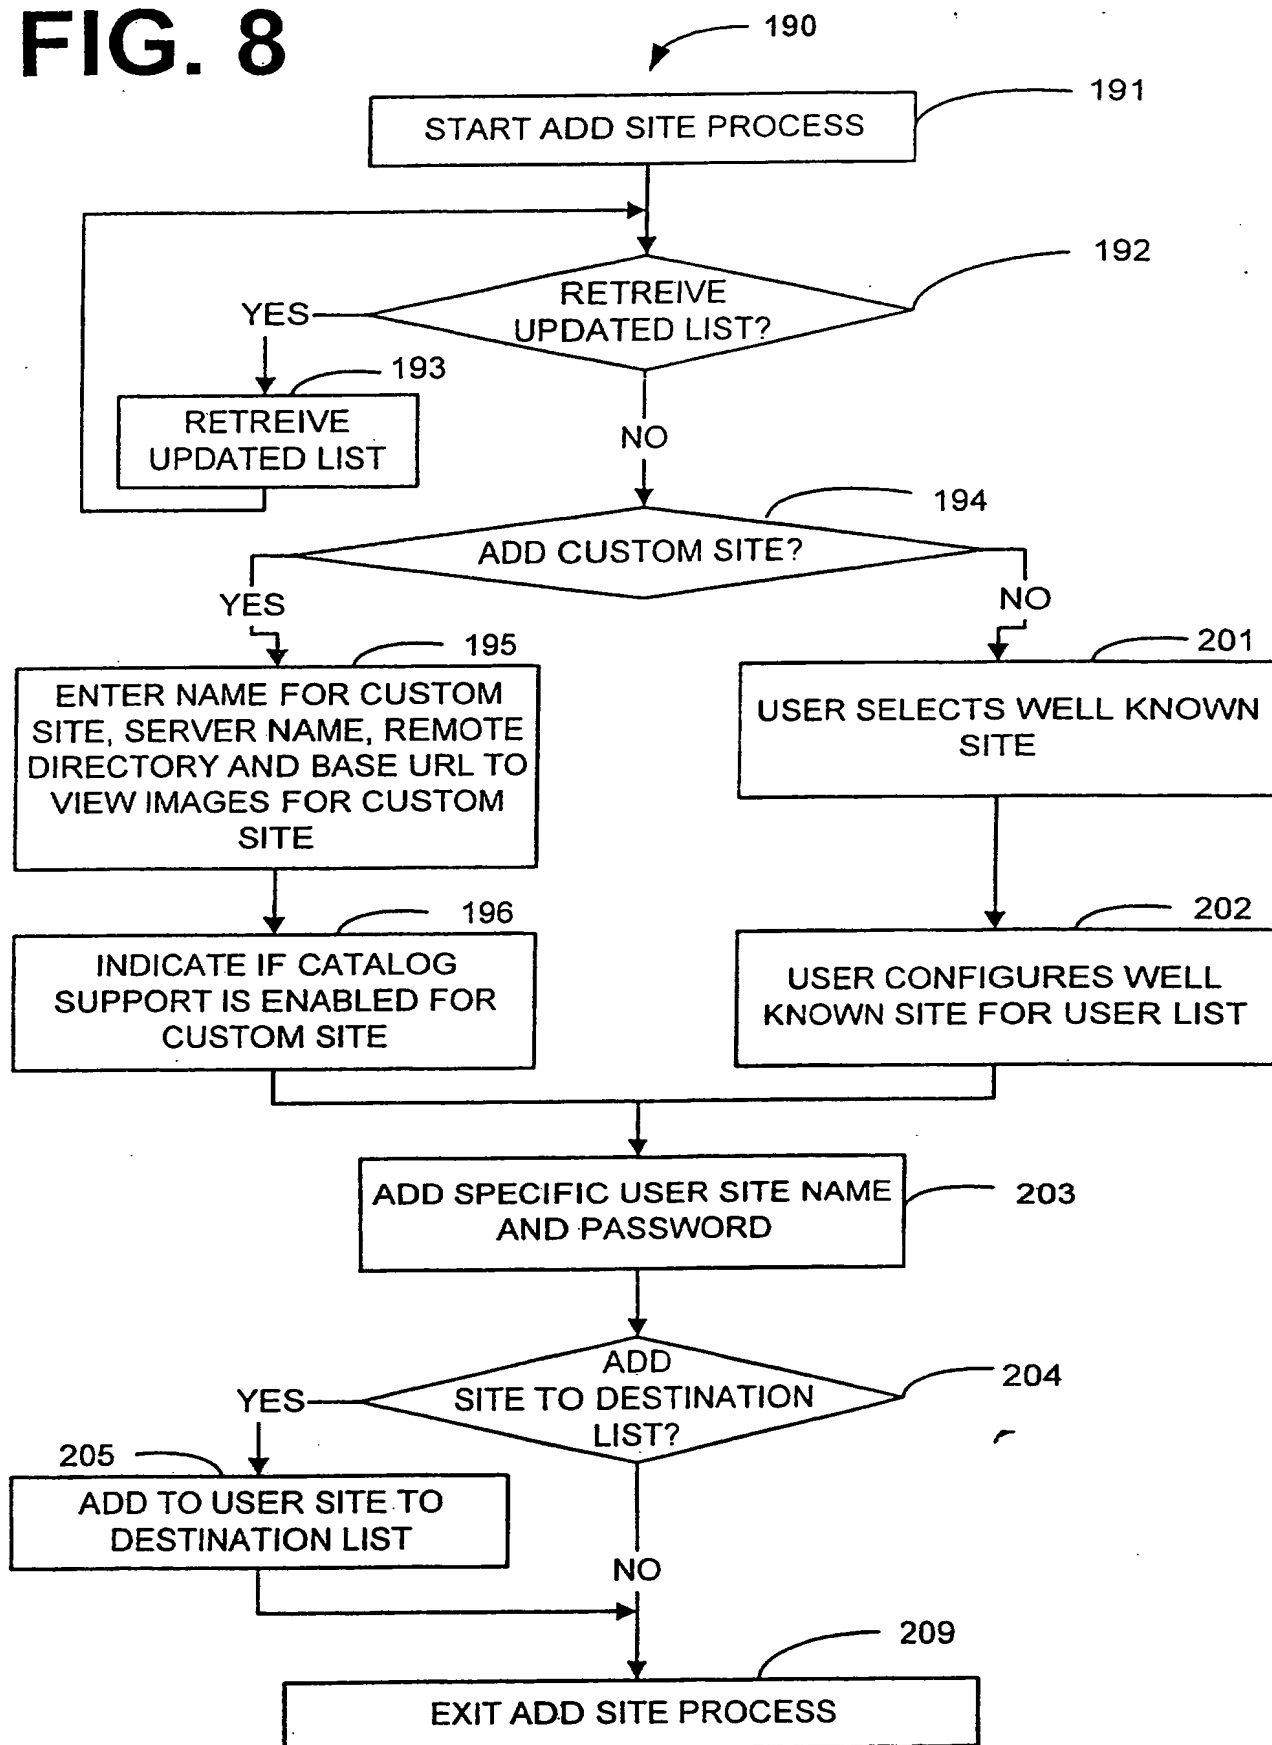 FIG. 8
190
191
START ADD SITE PROCESS
192
RETREIVE
UPDATED LIST?
YES
193
RETREIVE
UPDATED LIST
NO
194
ADD CUSTOM SITE?
YES
NO
195
ENTER NAME FOR CUSTOM
SITE, SERVER NAME, REMOTE
DIRECTORY AND BASE URL TO
VIEW IMAGES FOR CUSTOM
SITE
201
USER SELECTS WELL KNOWN
SITE
196
INDICATE IF CATALOG
SUPPORT IS ENABLED FOR
CUSTOM SITE
202
USER CONFIGURES WELL
KNOWN SITE FOR USER LIST
ADD SPECIFIC USER SITE NAME
AND PASSWORD
203
ADD
SITE TO DESTINATION
LIST?
204
YES
205
ADD TO USER SITE TO
DESTINATION LIST
NO
209
EXIT ADD SITE PROCESS